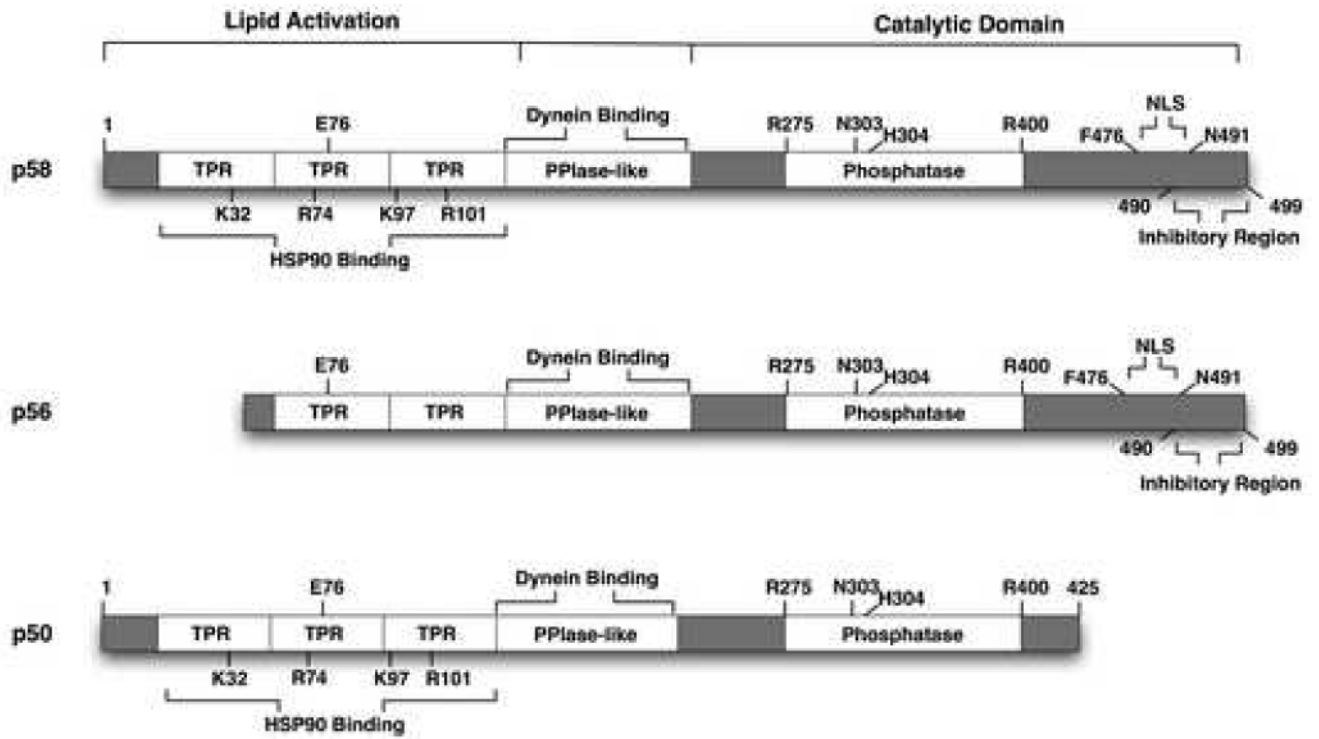 Lipid Activation Catalytic Domain
Dynein Binding NLS
1 E76 R275 N303 H304 R400 F476 N491
p58 TPR TPR TPR PPlase-like Phosphatase
K32 R74 K97 R101 490 499
HSP90 Binding Inhibitory Region
Dynein Binding NLS
E76 R275 N303 H304 R400 F476 N491
p56 TPR TPR PPlase-like Phosphatase
490 499
Inhibitory Region
Dynein Binding
1 E76 R275 N303 H304 R400 425
p50 TPR TPR TPR PPlase-like Phosphatase
K32 R74 K97 R101
HSP90 Binding